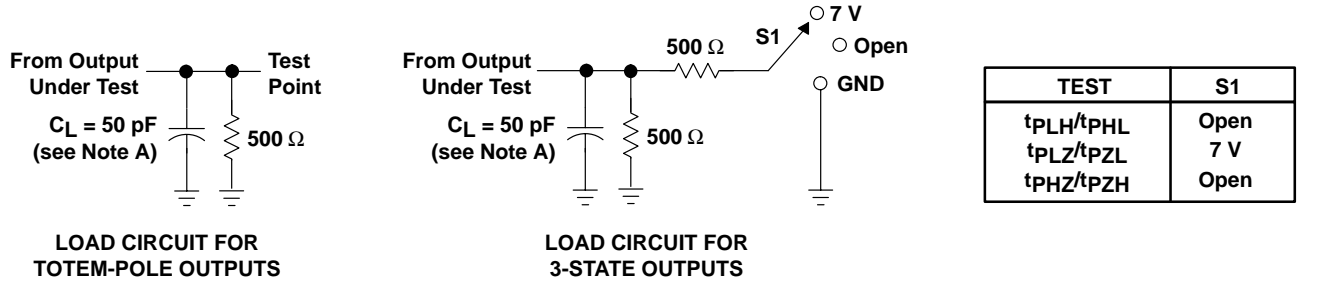 From Output
Under Test
Test
Point
CL = 50 pF
(see Note A)
500 Ω
LOAD CIRCUIT FOR
TOTEM-POLE OUTPUTS
From Output
Under Test
500 Ω
S1
7 V
Open
GND
CL = 50 pF
(see Note A)
500 Ω
LOAD CIRCUIT FOR
3-STATE OUTPUTS
TEST S1
tPLH/tPHL Open
tPLZ/tPZL 7 V
tPHZ/tPZH Open